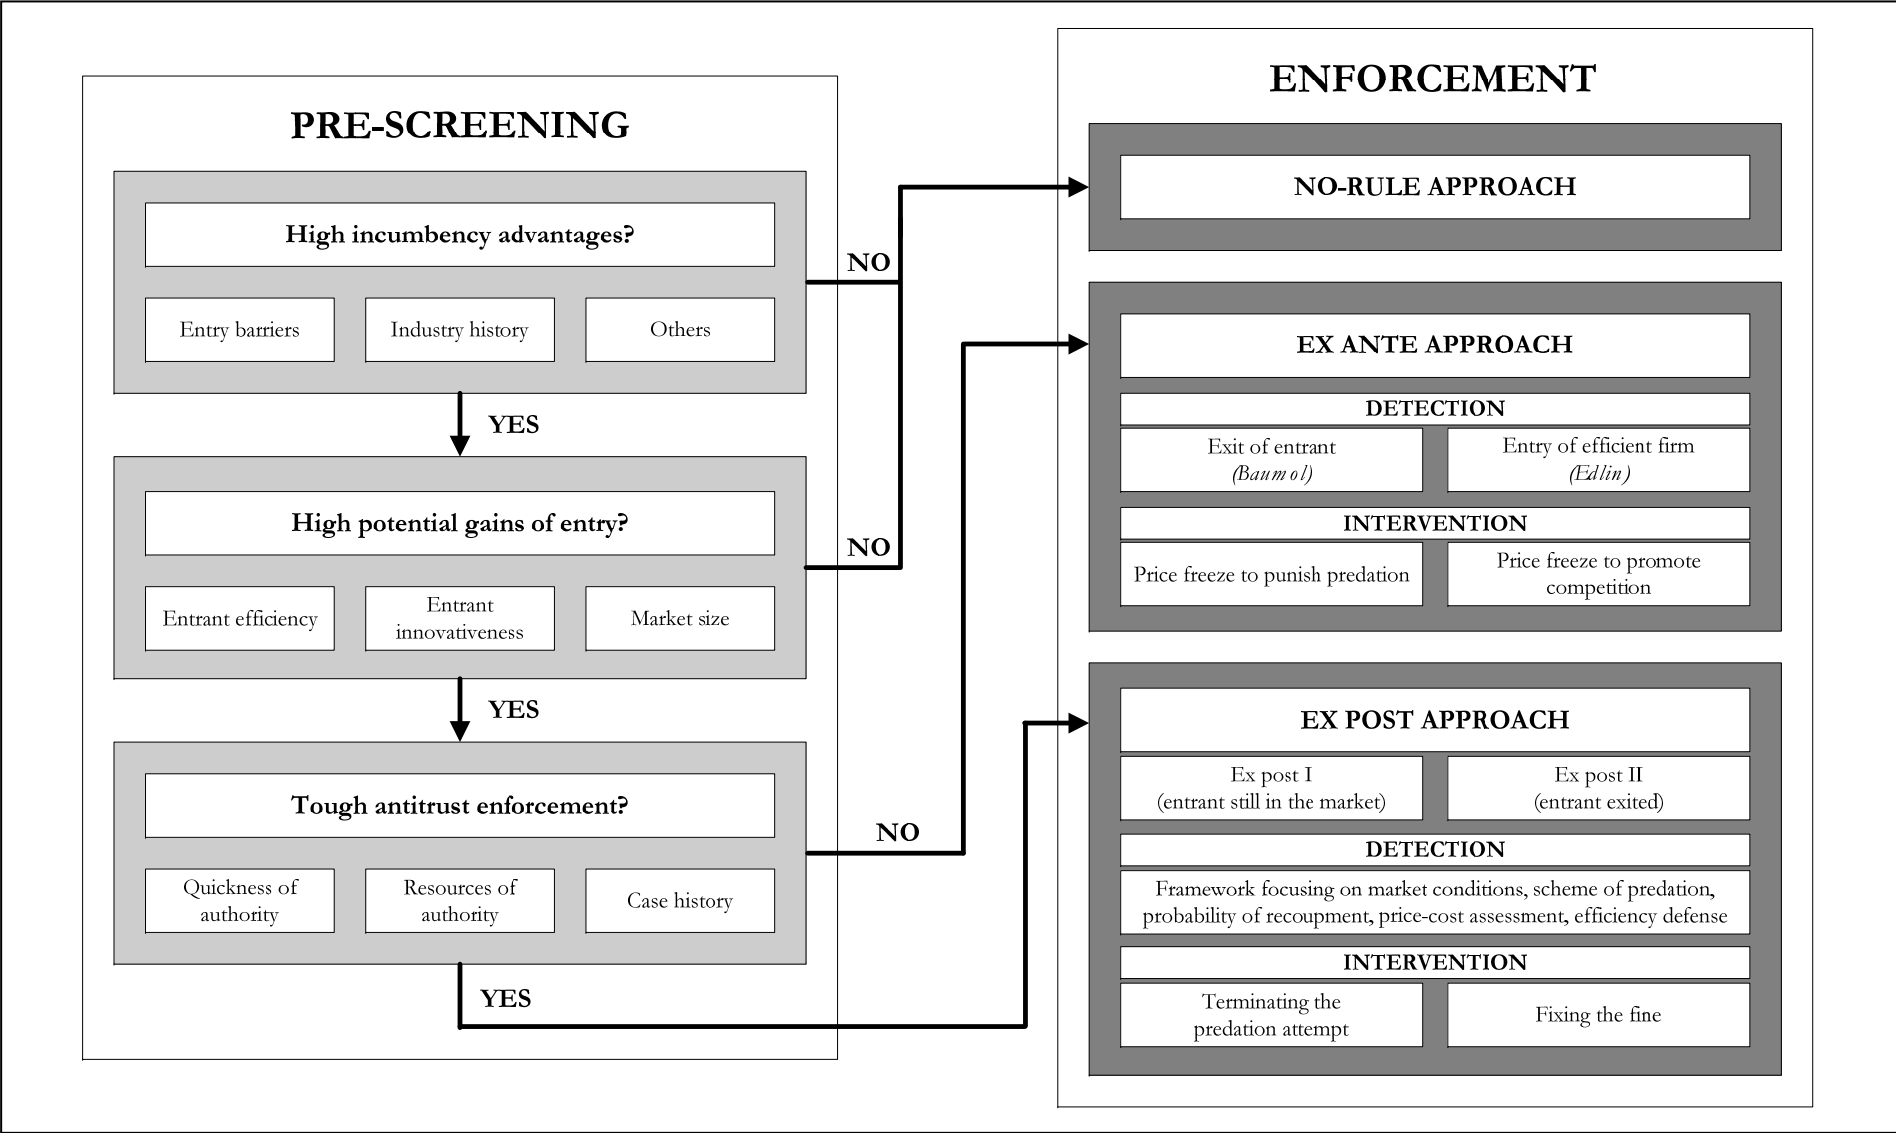 PRE-SCREENING
High incumbency advantages?
Entry barriers
Industry history
Others
NO
YES
High potential gains of entry?
Entrant efficiency
Entrant
innovativeness
Market size
NO
YES
Tough antitrust enforcement?
Quickness of
authority
Resources of
authority
Case history
NO
YES
ENFORCEMENT
NO-RULE APPROACH
EX ANTE APPROACH
DETECTION
Exit of entrant
(Baumol)
Entry of efficient firm
(Edlin)
INTERVENTION
Price freeze to punish predation
Price freeze to promote
competition
EX POST APPROACH
Ex post I
(entrant still in the market)
Ex post II
(entrant exited)
DETECTION
Framework focusing on market conditions, scheme of predation,
probability of recoupment, price-cost assessment, efficiency defense
INTERVENTION
Terminating the
predation attempt
Fixing the fine